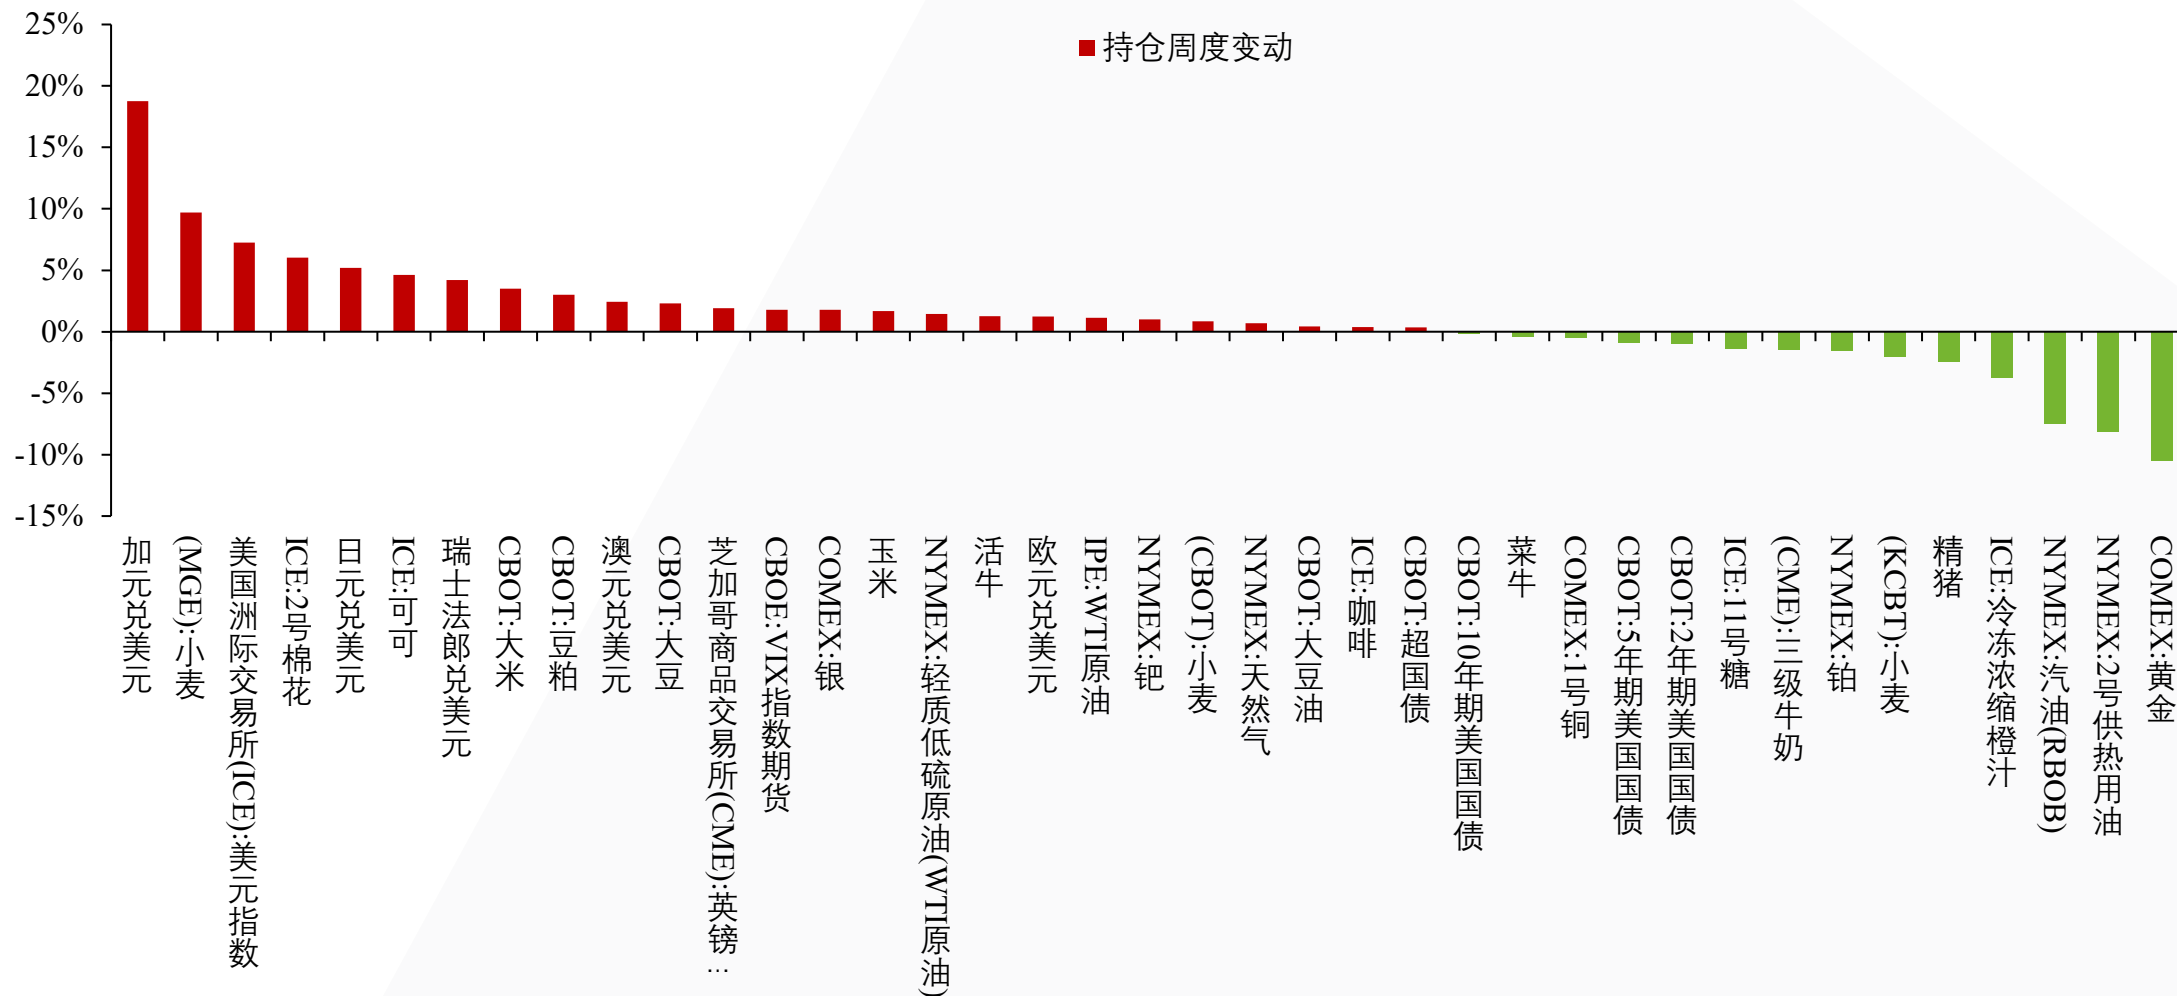 持仓周度变动
25%
20%
15%
10%
5%
0%
-5%
-10%
-15%
加元兑美元
(MGE):小麦
美国洲际交易所(ICE):美元指数
ICE:2号棉花
日元兑美元
ICE:可可
瑞士法郎兑美元
CBOT:大米
CBOT:豆粕
澳元兑美元
CBOT:大豆
芝加哥商品交易所(CME):英镑…
CBOE:VIX指数期货
COMEX:银
玉米
NYMEX:轻质低硫原油(WTI原油)
活牛
欧元兑美元
IPE:WTI原油
NYMEX:钯
(CBOT):小麦
NYMEX:天然气
CBOT:大豆油
ICE:咖啡
CBOT:超国债
CBOT:10年期美国国债
菜牛
COMEX:1号铜
CBOT:5年期美国国债
CBOT:2年期美国国债
ICE:11号糖
(CME):三级牛奶
NYMEX:铂
(KCBT):小麦
精猪
ICE:冷冻浓缩橙汁
NYMEX:汽油(RBOB)
NYMEX:2号供热用油
COMEX:黄金